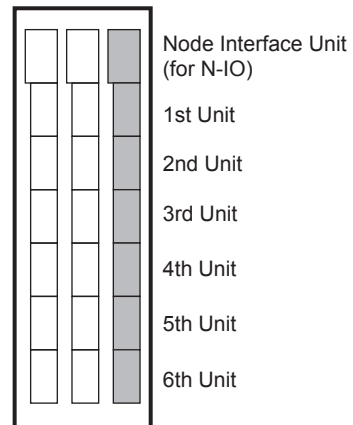 Node Interface Unit
(for N-IO)
1st Unit
2nd Unit
3rd Unit
4th Unit
5th Unit
6th Unit